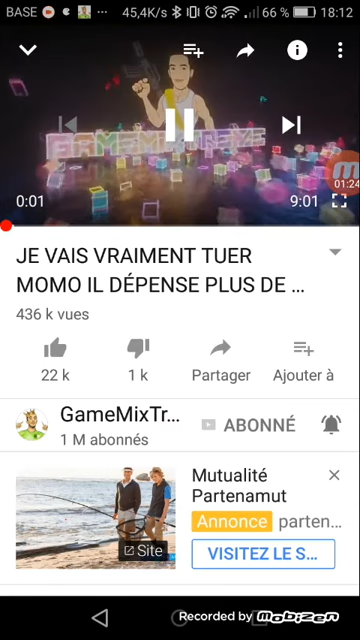 BASE ... 45,4K/s 66 % 18:12
0:01
9:01
01:24
JE VAIS VRAIMENT TUER
MOMO IL DÉPENSE PLUS DE ...
436 k vues
22 k
1 k
Partager
Ajouter à
GameMixTr...
ABONNÉ
1 M abonnés
Mutualité
Partenamut
Annonce parten...
Site
VISITEZ LE S...
Recorded by Mobizen